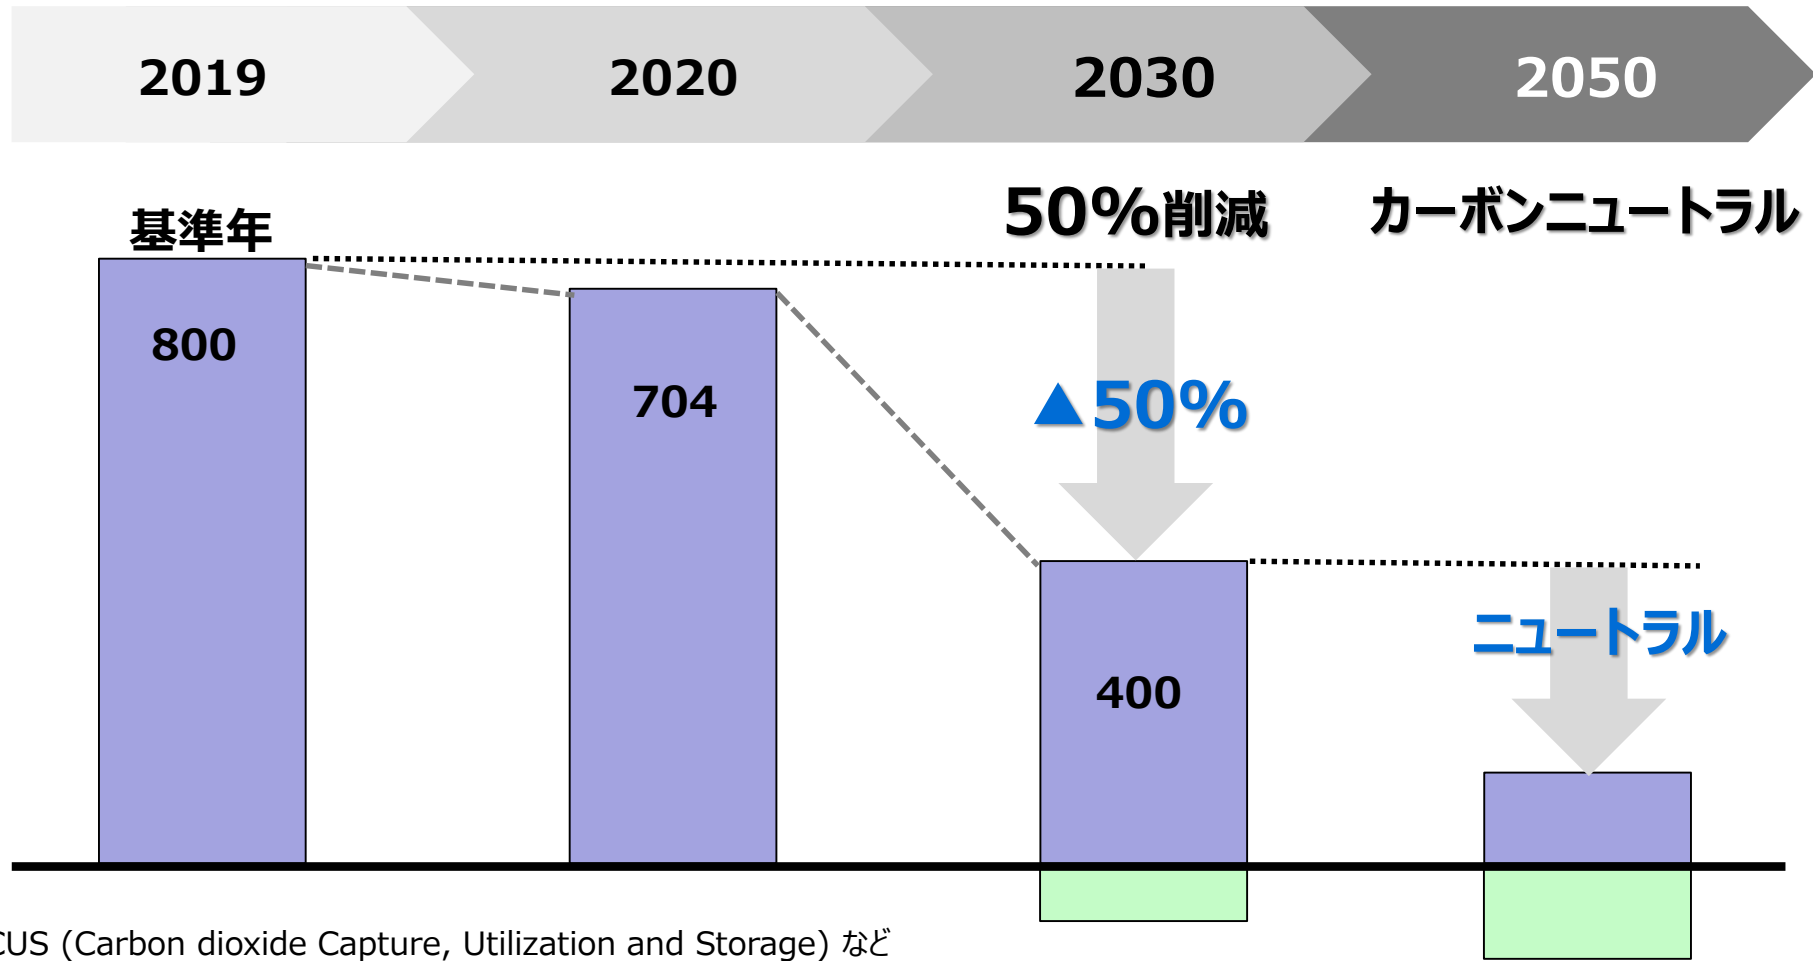 2019
2020
2030
2050
基準年
50%削減
カーボンニュートラル
800
704
▲50%
400
ニュートラル
CUS (Carbon dioxide Capture, Utilization and Storage) など